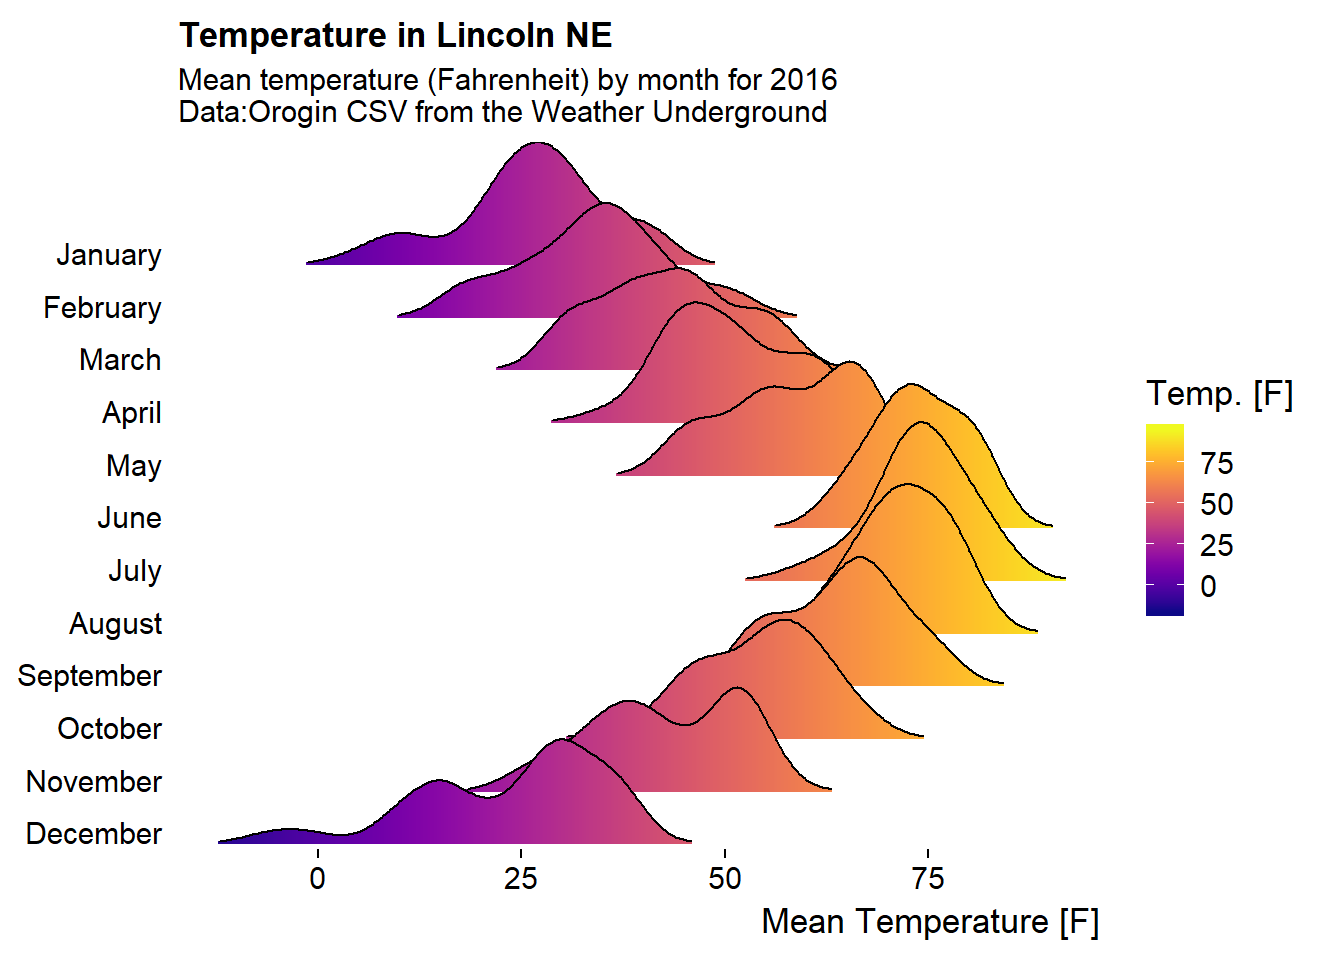 Temperature in Lincoln NE
Mean temperature (Fahrenheit) by month for 2016
Data:Orogin CSV from the Weather Underground
January
February
March
April
May
June
July
August
September
October
November
December
0
25
50
75
Mean Temperature [F]
Temp. [F]
75
50
25
0